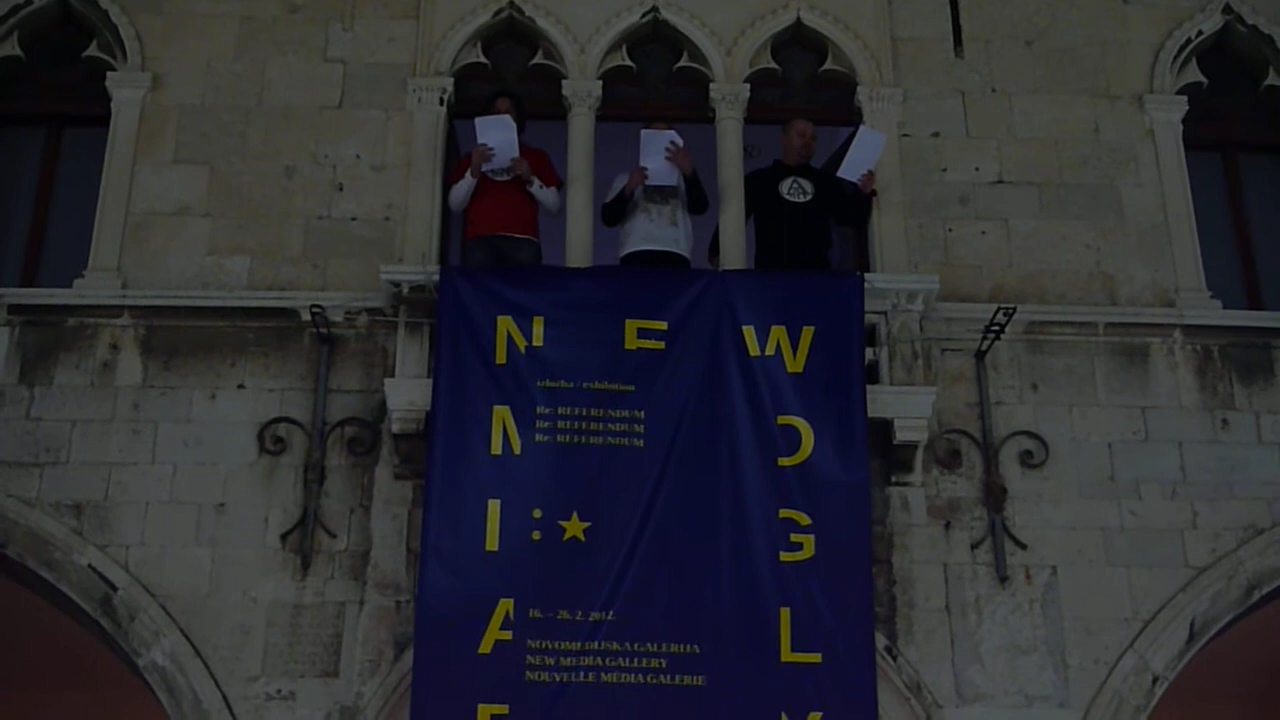 N E W
izložba / exhibition
Re: REFERENDUM
Re: REFERENDUM
Re: REFERENDUM
M O
I : ★ G
A L
16. – 26. 2. 2012.
NOVOMEDIJSKA GALERIJA
NEW MEDIA GALLERY
NOUVELLE MÉDIA GALERIE